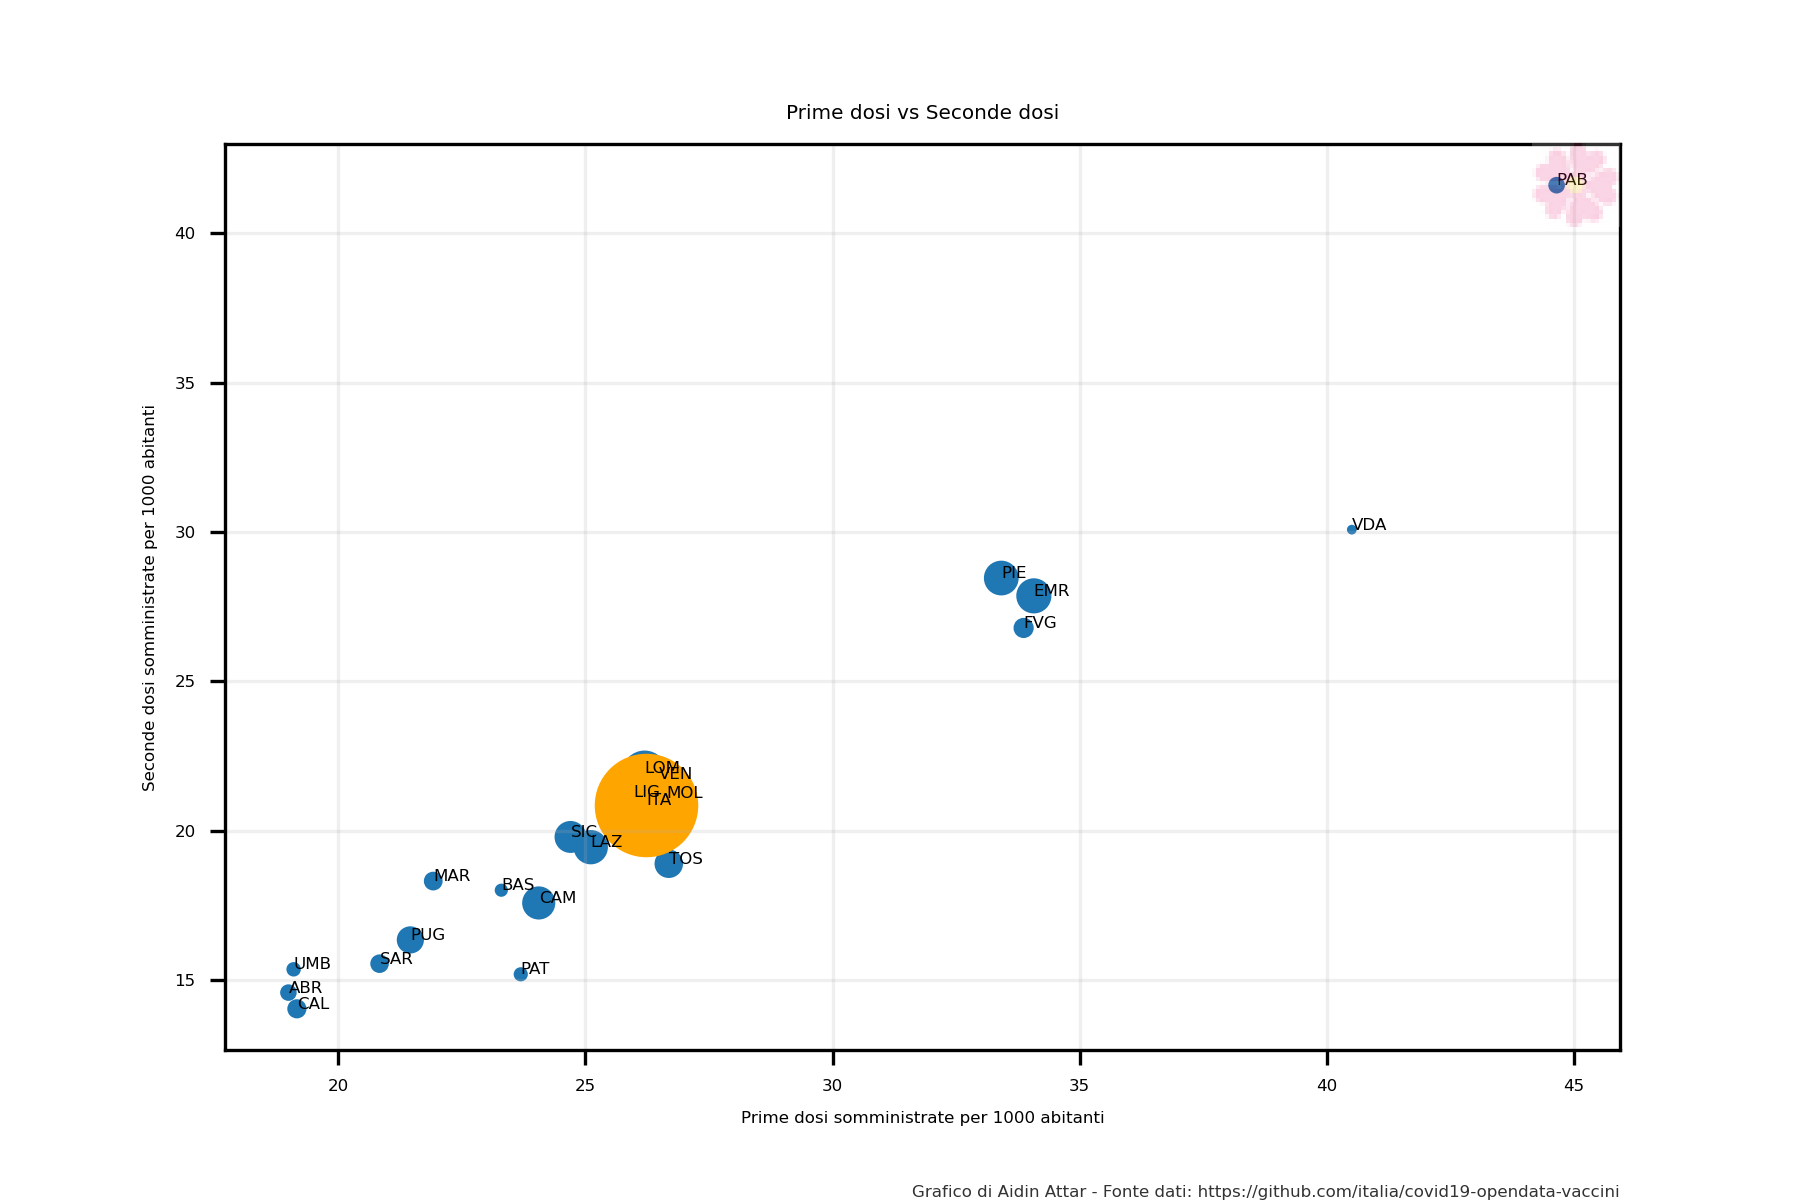 Prime dosi vs Seconde dosi
PAB
40
35
VDA
30
PIE
EMR
FVG
25
LOM
VEN
LIG
MOL
ITA
20
SIC
LAZ
TOS
MAR
BAS
CAM
PUG
SAR
UMB
PAT
15
ABR
CAL
Seconde dosi somministrate per 1000 abitanti
20 25 30 35 40 45
Prime dosi somministrate per 1000 abitanti
Grafico di Aidin Attar - Fonte dati: https://github.com/italia/covid19-opendata-vaccini